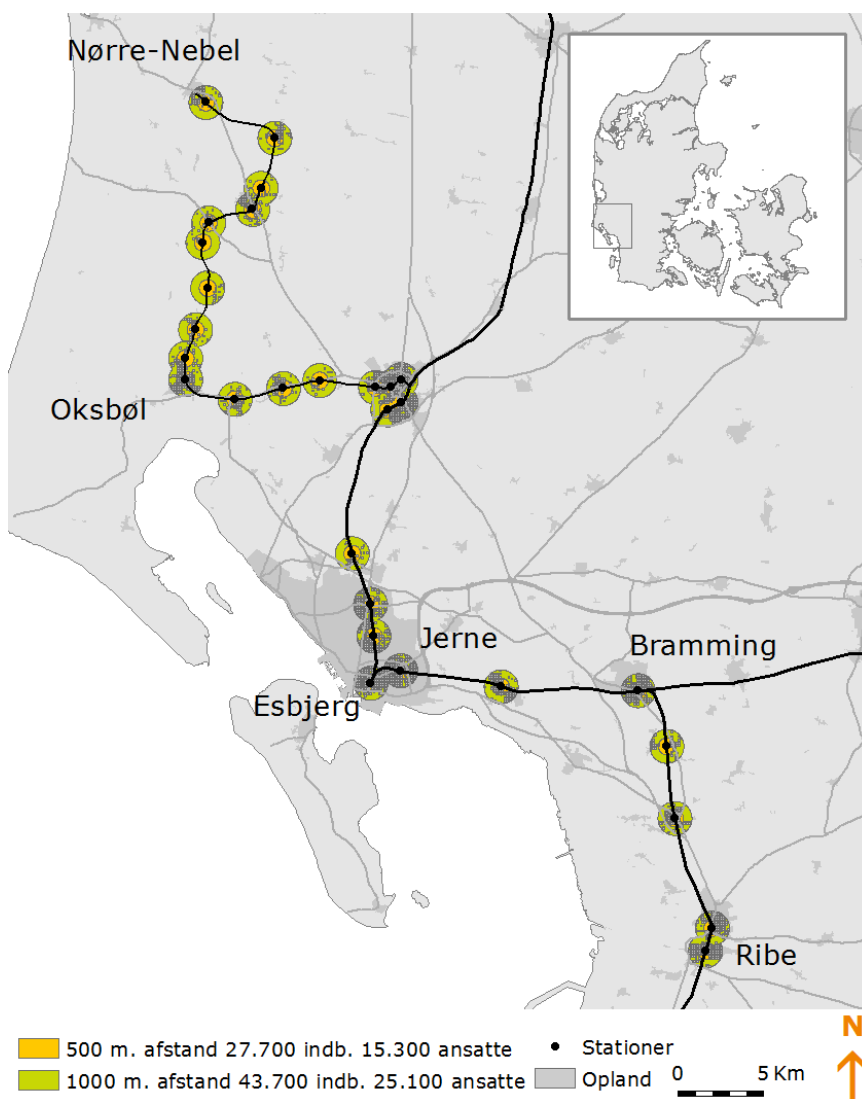 Nørre-Nebel
Oksbøl
Jerne
Bramming
Esbjerg
Ribe
500 m. afstand 27.700 indb. 15.300 ansatte
1000 m. afstand 43.700 indb. 25.100 ansatte
Stationer
Opland
0 5 Km
N